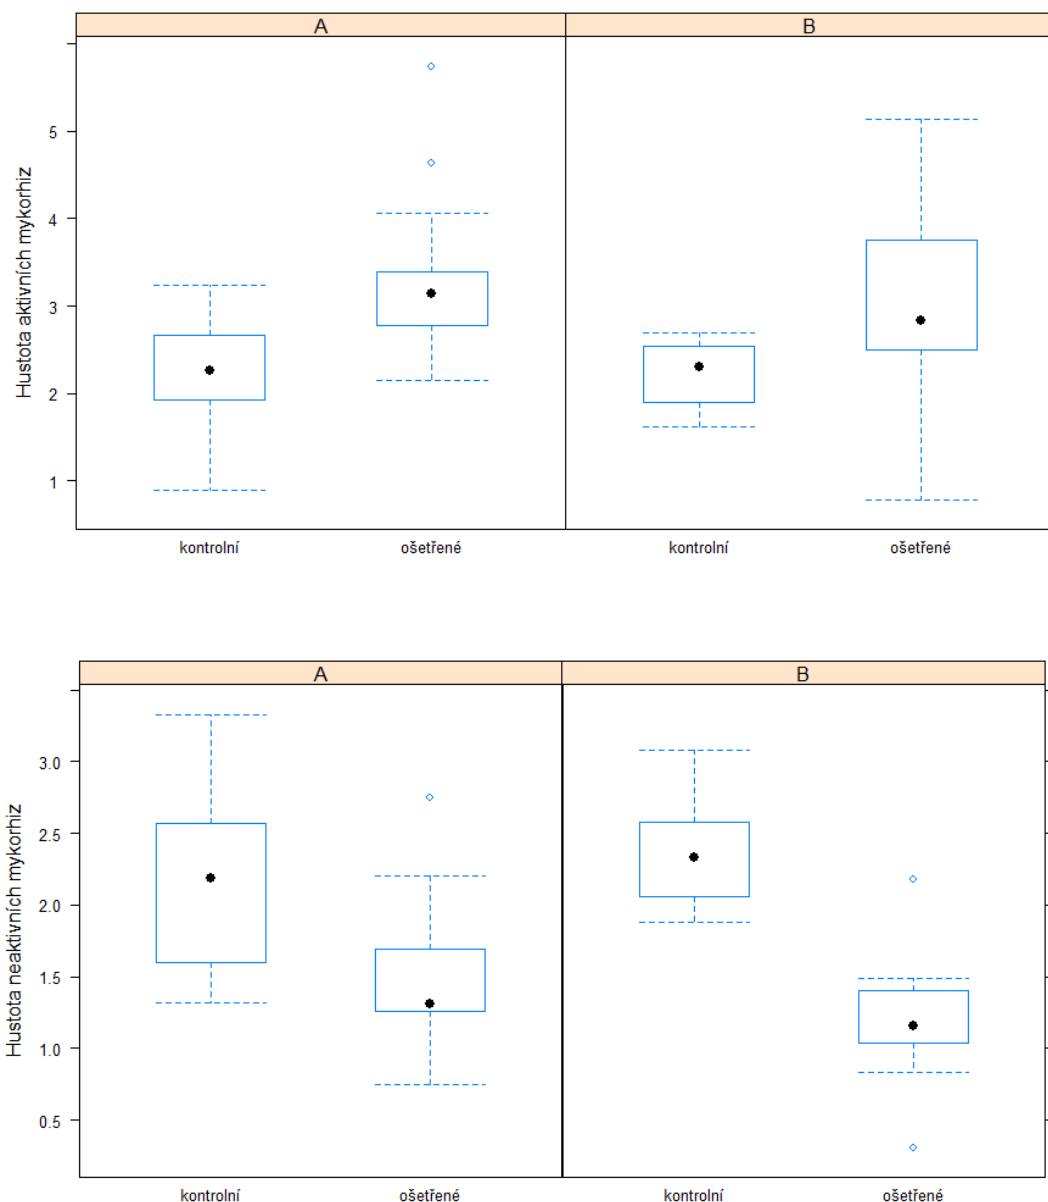 A B
Hustota aktivních mykorhiz
5
4
3
2
1
kontrolní ošetřené kontrolní ošetřené
A B
Hustota neaktivních mykorhiz
3.0
2.5
2.0
1.5
1.0
0.5
kontrolní ošetřené kontrolní ošetřené